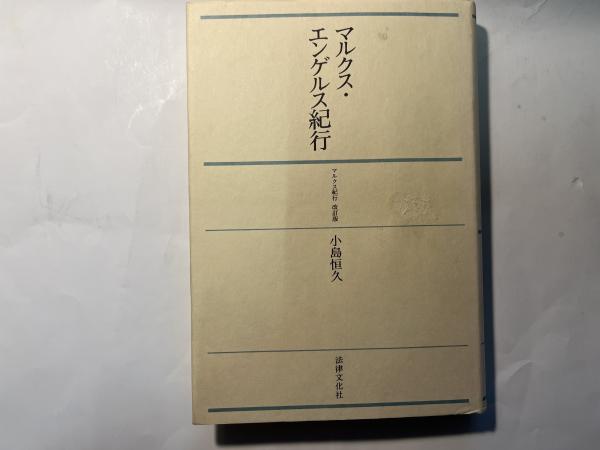 マルクス・
エンゲルス紀行
マルクス紀行 改訂版
小島恒久
法律文化社